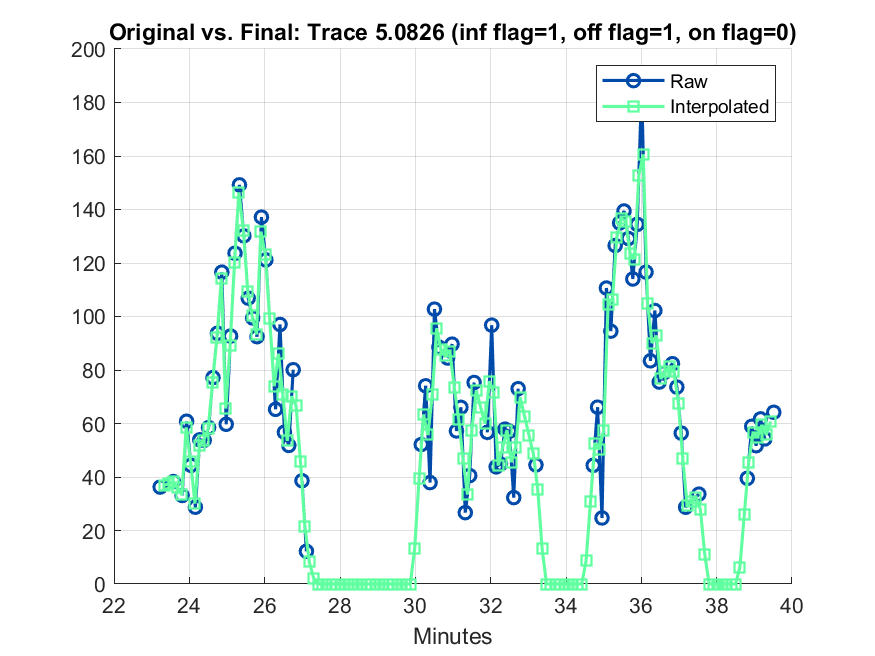 Original vs. Final: Trace 5.0826 (inf flag=1, off flag=1, on flag=0)
200
180
160
140
120
100
80
60
40
20
0
Raw
Interpolated
22 24 26 28 30 32 34 36 38 40
Minutes